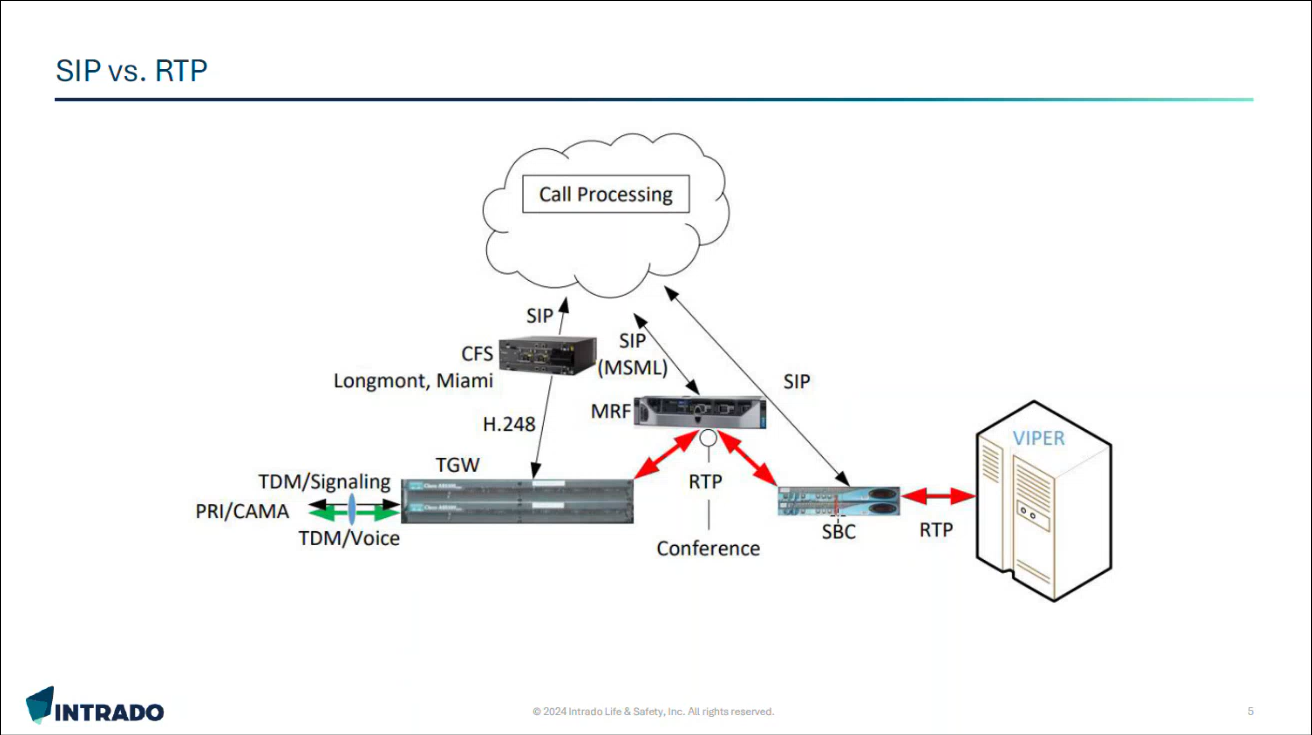 SIP vs. RTP
Call Processing
SIP
CFS
Longmont, Miami
SIP
(MSML)
SIP
MRF
H.248
TGW
VIPER
TDM/Signaling
PRI/CAMA
TDM/Voice
RTP
Conference
SBC
RTP
INTRADO
© 2024 Intrado Life & Safety, Inc. All rights reserved.
5